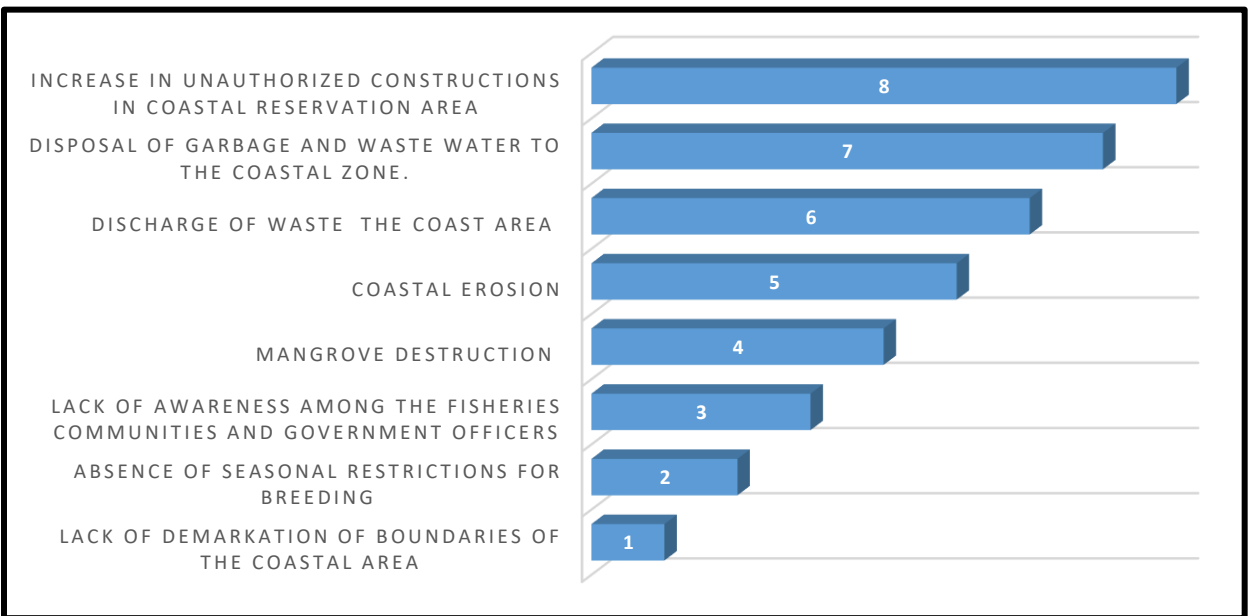 INCREASE IN UNAUTHORIZED CONSTRUCTIONS
IN COASTAL RESERVATION AREA
8
DISPOSAL OF GARBAGE AND WASTE WATER TO
THE COASTAL ZONE.
7
DISCHARGE OF WASTE THE COAST AREA
6
COASTAL EROSION
5
MANGROVE DESTRUCTION
4
LACK OF AWARENESS AMONG THE FISHERIES
COMMUNITIES AND GOVERNMENT OFFICERS
3
ABSENCE OF SEASONAL RESTRICTIONS FOR
BREEDING
2
LACK OF DEMARKATION OF BOUNDARIES OF
THE COASTAL AREA
1